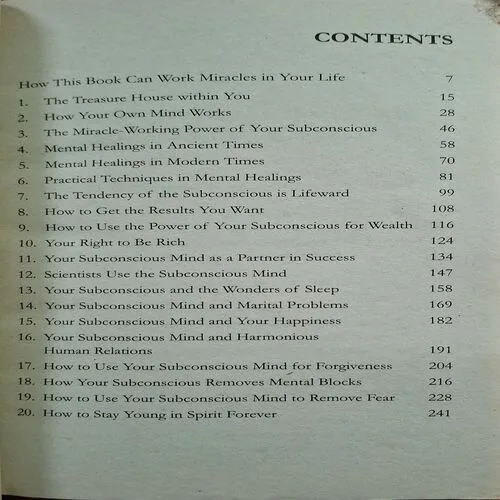 CONTENTS
How This Book Can Work Miracles in Your Life 7
1. The Treasure House within You 15
2. How Your Own Mind Works 28
3. The Miracle-Working Power of Your Subconscious 46
4. Mental Healings in Ancient Times 58
5. Mental Healings in Modern Times 70
6. Practical Techniques in Mental Healings 81
7. The Tendency of the Subconscious is Lifeward 99
8. How to Get the Results You Want 108
9. How to Use the Power of Your Subconscious for Wealth 116
10. Your Right to Be Rich 124
11. Your Subconscious Mind as a Partner in Success 134
12. Scientists Use the Subconscious Mind 147
13. Your Subconscious and the Wonders of Sleep 158
14. Your Subconscious Mind and Marital Problems 169
15. Your Subconscious Mind and Your Happiness 182
16. Your Subconscious Mind and Harmonious
Human Relations 191
17. How to Use Your Subconscious Mind for Forgiveness 204
18. How Your Subconscious Removes Mental Blocks 216
19. How to Use Your Subconscious Mind to Remove Fear 228
20. How to Stay Young in Spirit Forever 241